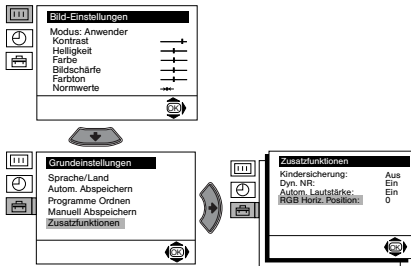 Bild-Einstellungen
Modus: Anwender
Kontrast
Helligkeit
Farbe
Bildschärfe
Farbton
Normwerte
OK
Grundeinstellungen
Sprache/Land
Autom. Abspeichern
Programme Ordnen
Manuell Abspeichern
Zusatzfunktionen
OK
Zusatzfunktionen
Kindersicherung: Aus
Dyn. NR: Ein
Autom. Lautstärke: Ein
RGB Horiz. Position: 0
OK